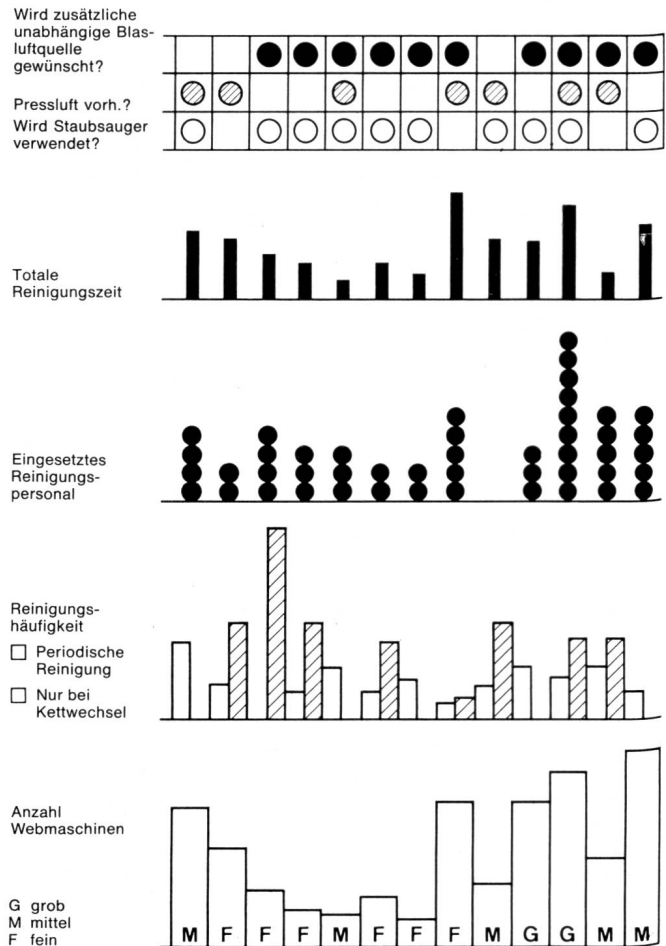 Wird zusätzliche
unabhängige Blas-
luftquelle
gewünscht?
Pressluft vorh.?
Wird Staubsauger
verwendet?
Totale
Reinigungszeit
Eingesetztes
Reinigungs-
personal
Reinigungs-
häufigkeit
Periodische
Reinigung
Nur bei
Kettwechsel
Anzahl
Webmaschinen
G grob
M mittel
F fein
M F F F M F F F M G G M M